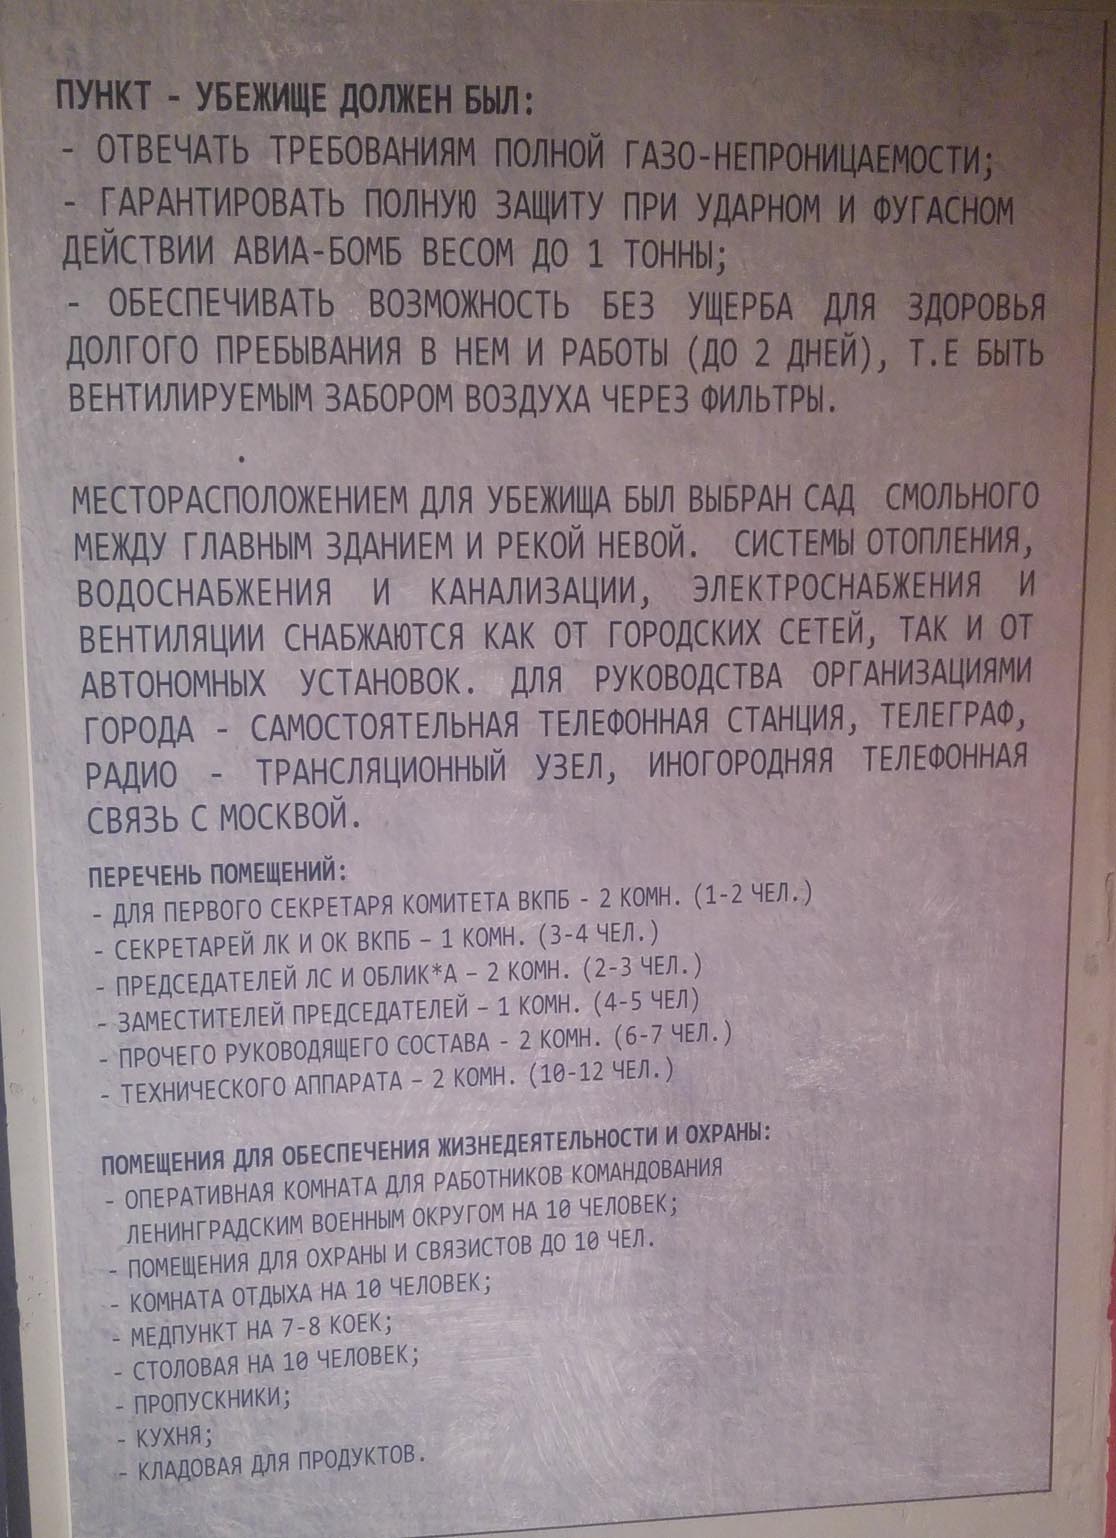 ПУНКТ - УБЕЖИЩЕ ДОЛЖЕН БЫЛ:
- ОТВЕЧАТЬ ТРЕБОВАНИЯМ ПОЛНОЙ ГАЗО-НЕПРОНИЦАЕМОСТИ;
- ГАРАНТИРОВАТЬ ПОЛНУЮ ЗАЩИТУ ПРИ УДАРНОМ И ФУГАСНОМ
ДЕЙСТВИИ АВИА-БОМБ ВЕСОМ ДО 1 ТОННЫ;
- ОБЕСПЕЧИВАТЬ ВОЗМОЖНОСТЬ БЕЗ УЩЕРБА ДЛЯ ЗДОРОВЬЯ
ДОЛГОГО ПРЕБЫВАНИЯ В НЕМ И РАБОТЫ (ДО 2 ДНЕЙ), Т.Е БЫТЬ
ВЕНТИЛИРУЕМЫМ ЗАБОРОМ ВОЗДУХА ЧЕРЕЗ ФИЛЬТРЫ.
МЕСТОРАСПОЛОЖЕНИЕМ ДЛЯ УБЕЖИЩА БЫЛ ВЫБРАН САД СМОЛЬНОГО
МЕЖДУ ГЛАВНЫМ ЗДАНИЕМ И РЕКОЙ НЕВОЙ. СИСТЕМЫ ОТОПЛЕНИЯ,
ВОДОСНАБЖЕНИЯ И КАНАЛИЗАЦИИ, ЭЛЕКТРОСНАБЖЕНИЯ И
ВЕНТИЛЯЦИИ СНАБЖАЮТСЯ КАК ОТ ГОРОДСКИХ СЕТЕЙ, ТАК И ОТ
АВТОНОМНЫХ УСТАНОВОК. ДЛЯ РУКОВОДСТВА ОРГАНИЗАЦИЯМИ
ГОРОДА - САМОСТОЯТЕЛЬНАЯ ТЕЛЕФОННАЯ СТАНЦИЯ, ТЕЛЕГРАФ,
РАДИО - ТРАНСЛЯЦИОННЫЙ УЗЕЛ, ИНОГОРОДНЯЯ ТЕЛЕФОННАЯ
СВЯЗЬ С МОСКВОЙ.
ПЕРЕЧЕНЬ ПОМЕЩЕНИЙ:
- ДЛЯ ПЕРВОГО СЕКРЕТАРЯ КОМИТЕТА ВКПБ - 2 КОМН. (1-2 ЧЕЛ.)
- СЕКРЕТАРЕЙ ЛК И ОК ВКПБ – 1 КОМН. (3-4 ЧЕЛ.)
- ПРЕДСЕДАТЕЛЕЙ ЛС И ОБЛИК*А – 2 КОМН. (2-3 ЧЕЛ.)
- ЗАМЕСТИТЕЛЕЙ ПРЕДСЕДАТЕЛЕЙ – 1 КОМН. (4-5 ЧЕЛ)
- ПРОЧЕГО РУКОВОДЯЩЕГО СОСТАВА - 2 КОМН. (6-7 ЧЕЛ.)
- ТЕХНИЧЕСКОГО АППАРАТА – 2 КОМН. (10-12 ЧЕЛ.)
ПОМЕЩЕНИЯ ДЛЯ ОБЕСПЕЧЕНИЯ ЖИЗНЕДЕЯТЕЛЬНОСТИ И ОХРАНЫ:
- ОПЕРАТИВНАЯ КОМНАТА ДЛЯ РАБОТНИКОВ КОМАНДОВАНИЯ
ЛЕНИНГРАДСКИМ ВОЕННЫМ ОКРУГОМ НА 10 ЧЕЛОВЕК;
- ПОМЕЩЕНИЯ ДЛЯ ОХРАНЫ И СВЯЗИСТОВ ДО 10 ЧЕЛ.
- КОМНАТА ОТДЫХА НА 10 ЧЕЛОВЕК;
- МЕДПУНКТ НА 7-8 КОЕК;
- СТОЛОВАЯ НА 10 ЧЕЛОВЕК;
- ПРОПУСКНИКИ;
- КУХНЯ;
- КЛАДОВАЯ ДЛЯ ПРОДУКТОВ.